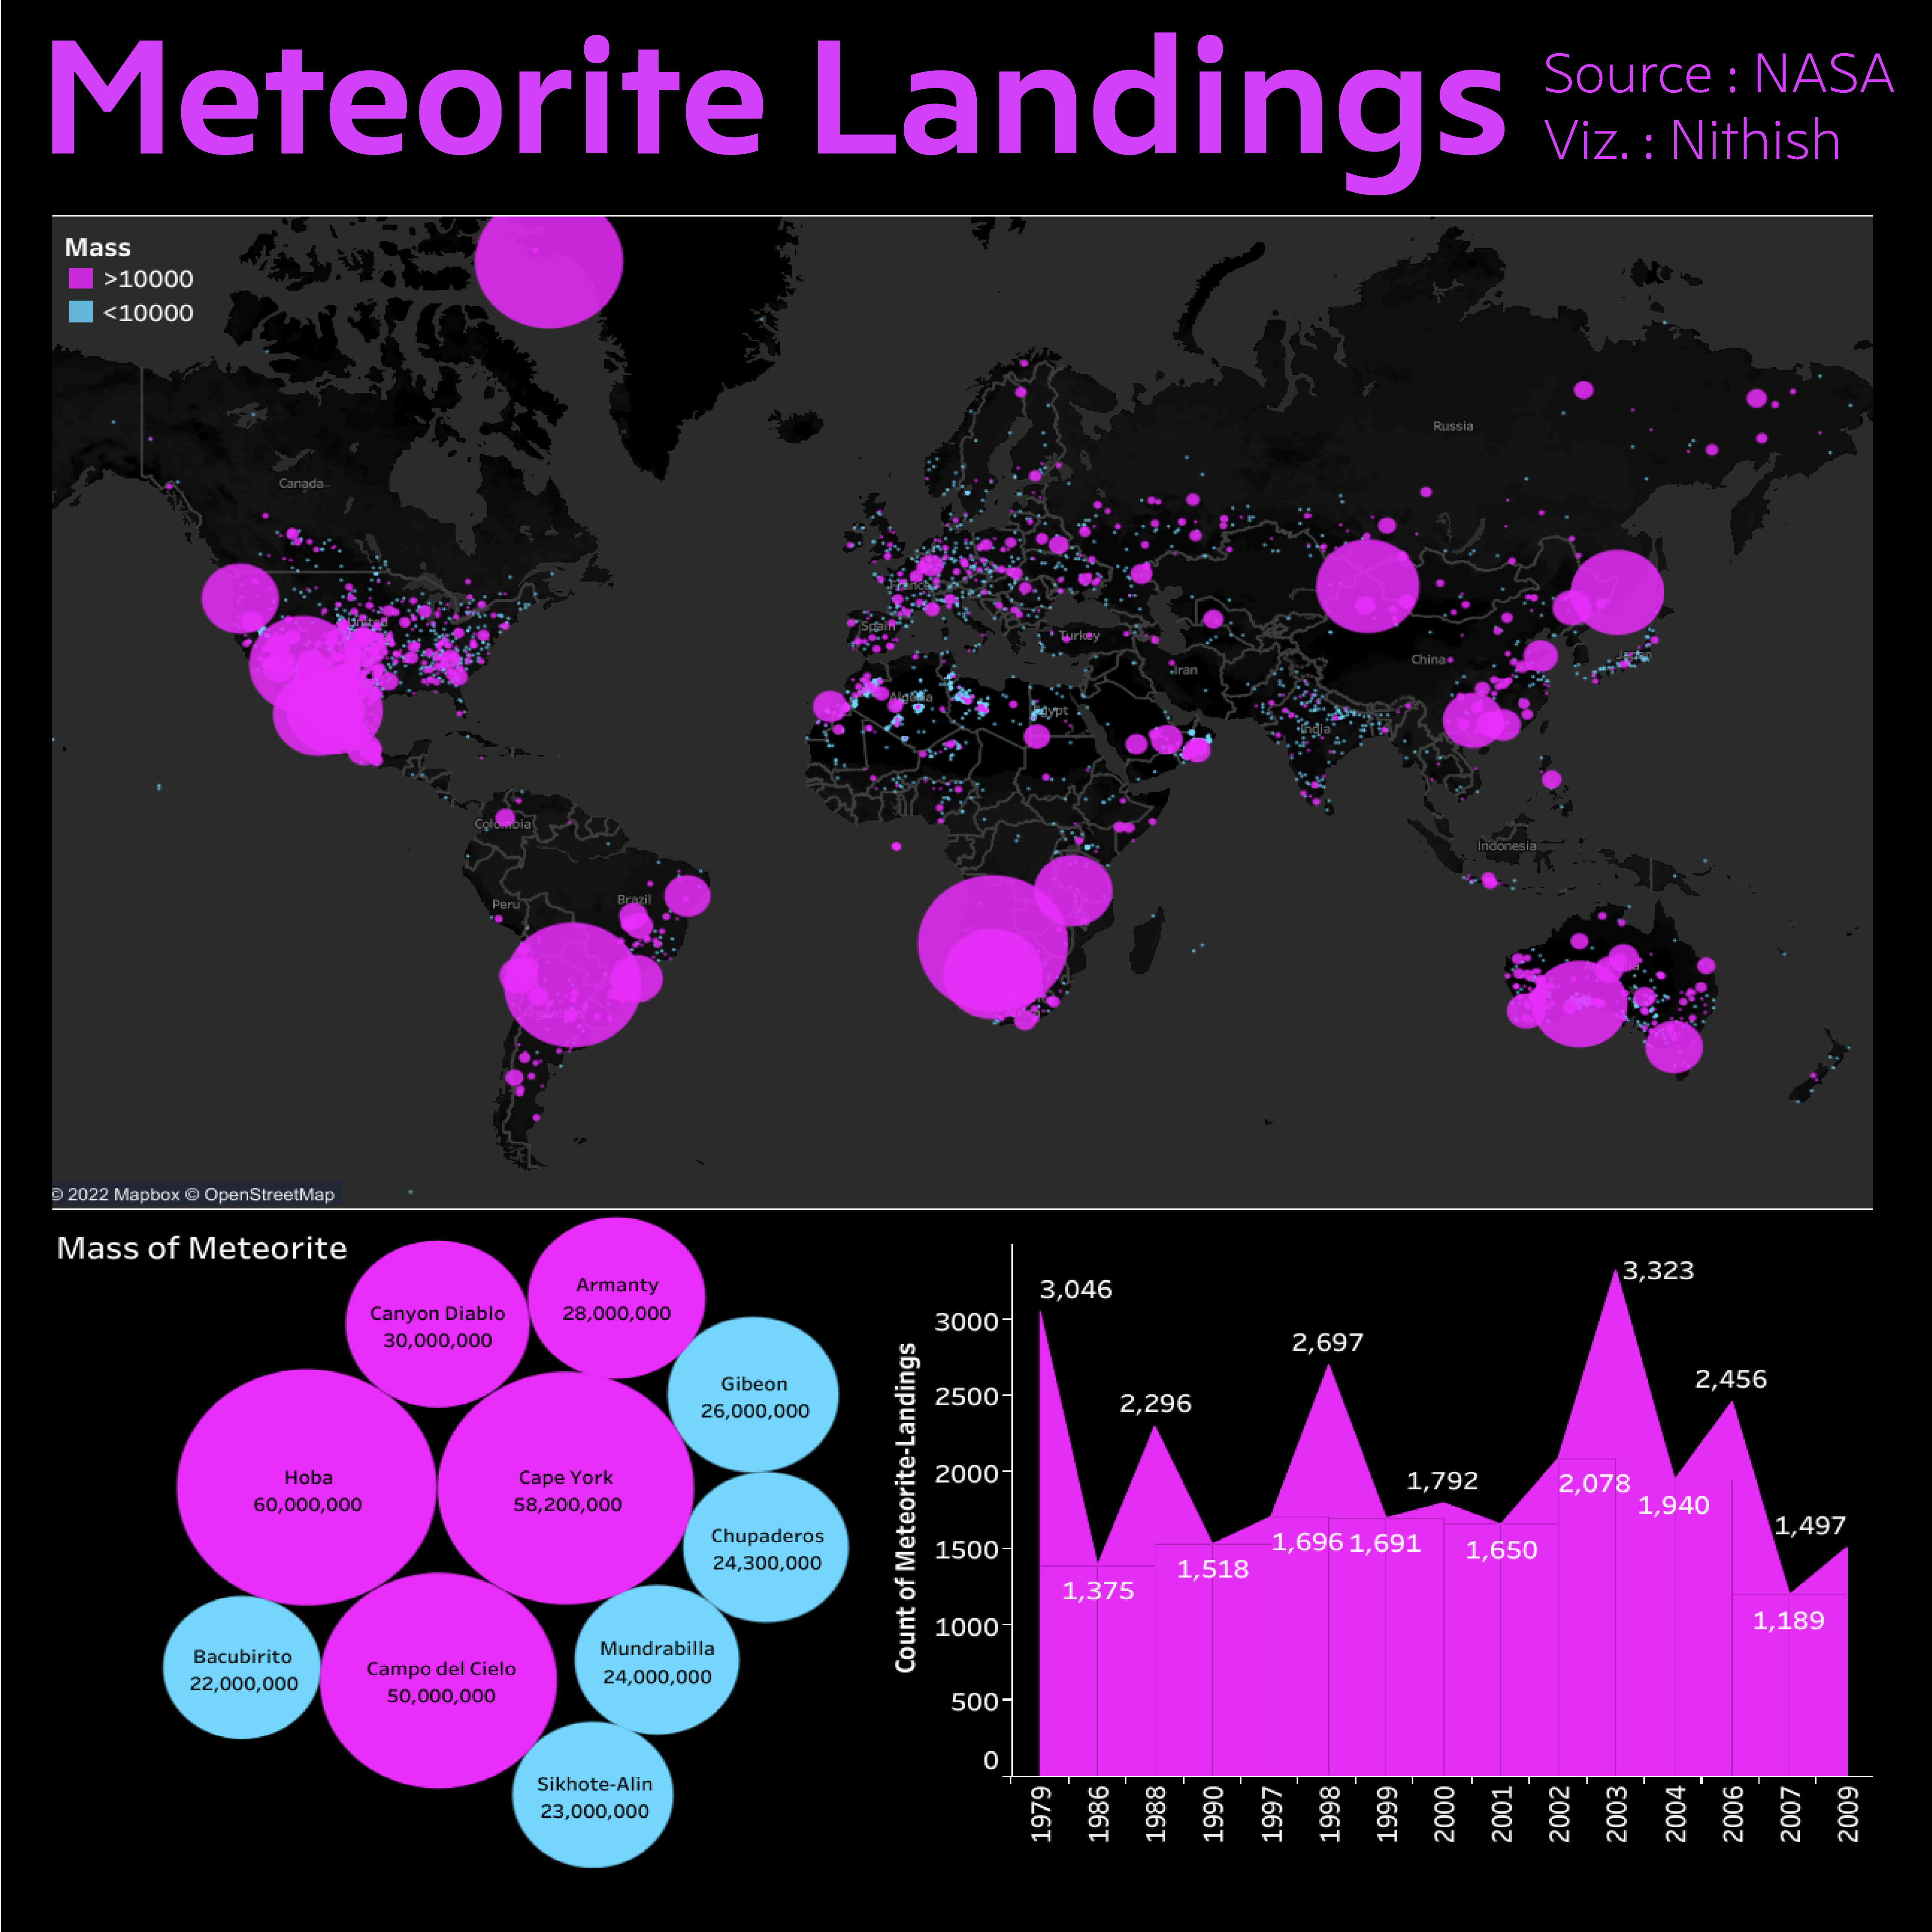 Meteorite Landings
Source : NASA
Viz. : Nithish
Mass
>10000
<10000
Russia
Canada
United
France
Spain
Turkey
Iran
China
Japan
Algeria
Egypt
India
Colombia
Indonesia
Peru
Brazil
Argentina
© 2022 Mapbox © OpenStreetMap
Mass of Meteorite
Armanty
28,000,000
Canyon Diablo
30,000,000
Gibeon
26,000,000
Hoba
60,000,000
Cape York
58,200,000
Chupaderos
24,300,000
Bacubirito
22,000,000
Campo del Cielo
50,000,000
Mundrabilla
24,000,000
Sikhote-Alin
23,000,000
Count of Meteorite-Landings
3000
2500
2000
1500
1000
500
0
3,046
1,375
2,296
1,518
1,696
2,697
1,691
1,792
1,650
2,078
3,323
1,940
2,456
1,189
1,497
1979
1986
1988
1990
1997
1998
1999
2000
2001
2002
2003
2004
2006
2007
2009